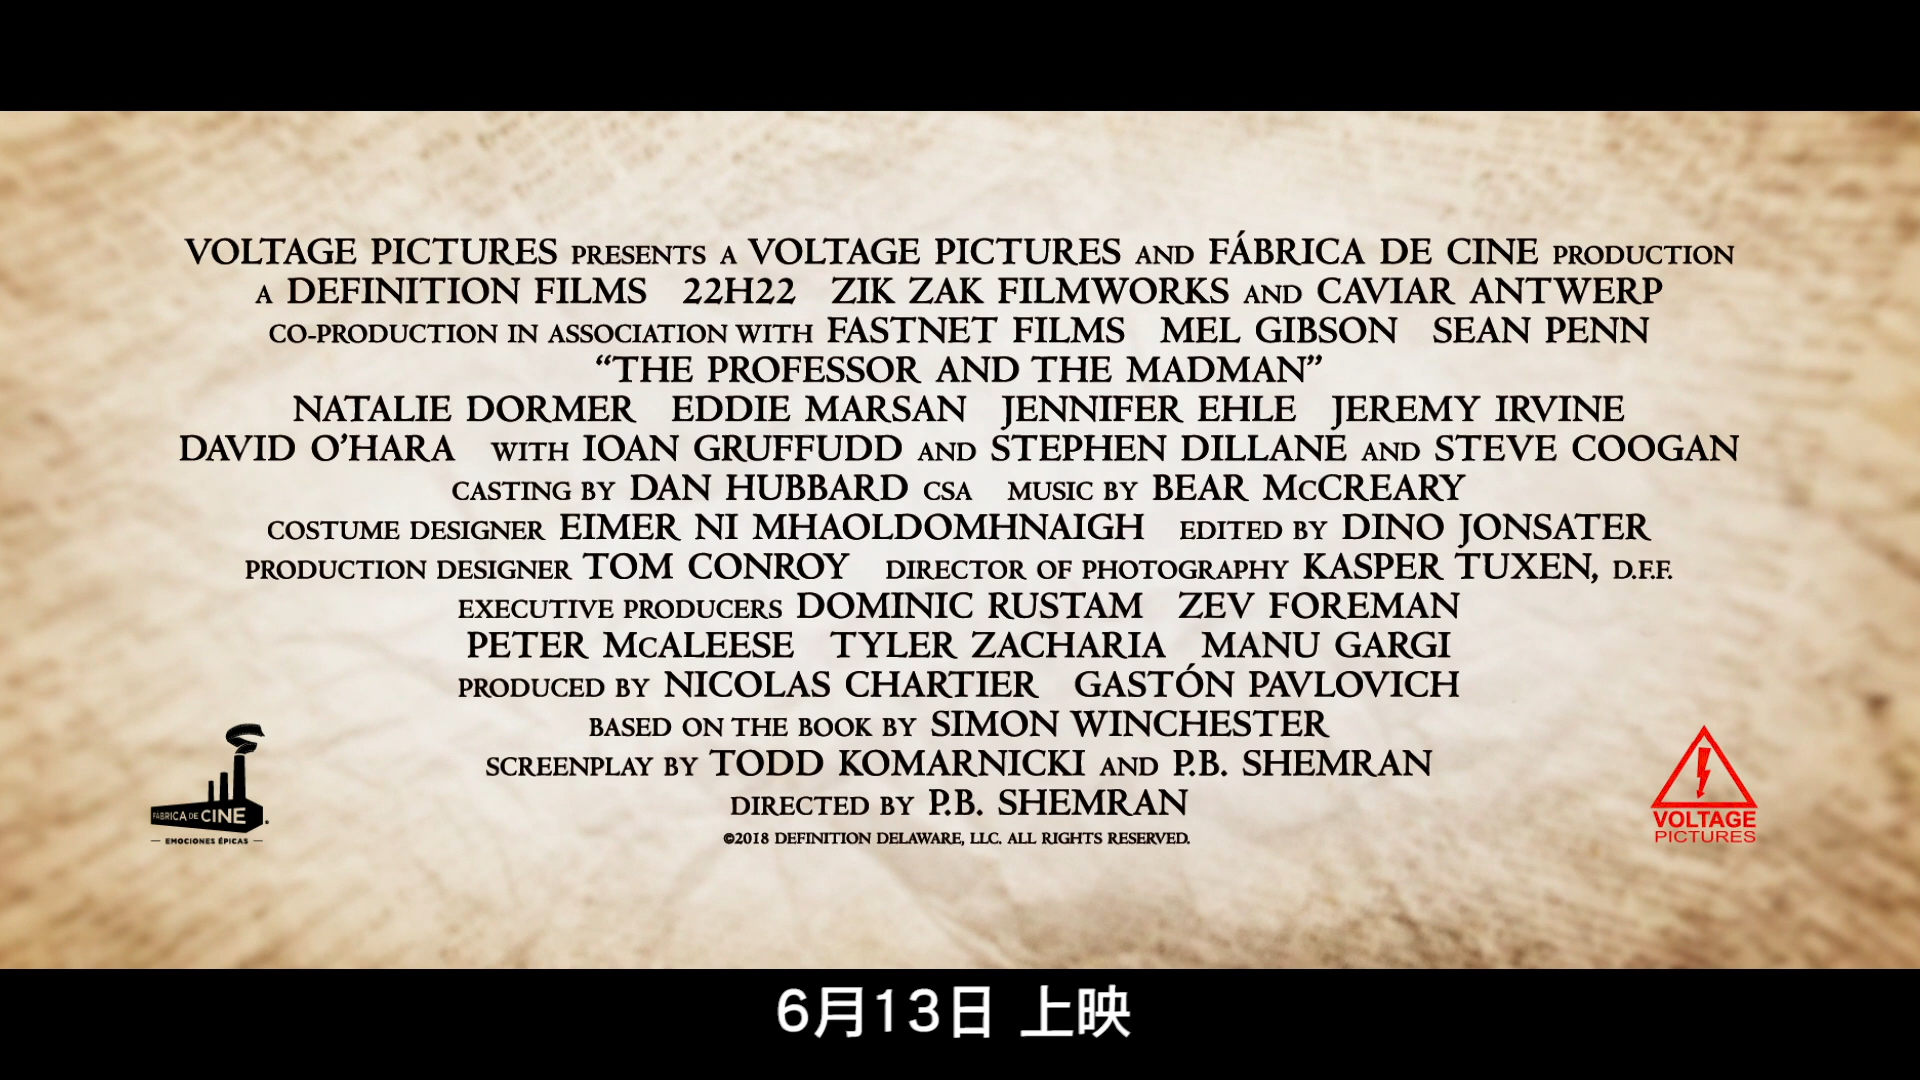 VOLTAGE PICTURES PRESENTS A VOLTAGE PICTURES AND FÁBRICA DE CINE PRODUCTION
A DEFINITION FILMS 22H22 ZIK ZAK FILMWORKS AND CAVIAR ANTWERP
CO-PRODUCTION IN ASSOCIATION WITH FASTNET FILMS MEL GIBSON SEAN PENN
“THE PROFESSOR AND THE MADMAN”
NATALIE DORMER EDDIE MARSAN JENNIFER EHLE JEREMY IRVINE
DAVID O’HARA WITH IOAN GRUFFUDD AND STEPHEN DILLANE AND STEVE COOGAN
CASTING BY DAN HUBBARD CSA MUSIC BY BEAR McCREARY
COSTUME DESIGNER EIMER NI MHAOLDOMHNAIGH EDITED BY DINO JONSATER
PRODUCTION DESIGNER TOM CONROY DIRECTOR OF PHOTOGRAPHY KASPER TUXEN, D.F.F.
EXECUTIVE PRODUCERS DOMINIC RUSTAM ZEV FOREMAN
PETER McALEESE TYLER ZACHARIA MANU GARGI
PRODUCED BY NICOLAS CHARTIER GASTÓN PAVLOVICH
BASED ON THE BOOK BY SIMON WINCHESTER
SCREENPLAY BY TODD KOMARNICKI AND P.B. SHEMRAN
DIRECTED BY P.B. SHEMRAN
©2018 DEFINITION DELAWARE, LLC. ALL RIGHTS RESERVED.
FÁBRICA DE CINE
EMOCIONES ÉPICAS
VOLTAGE
PICTURES
6月13日 上映